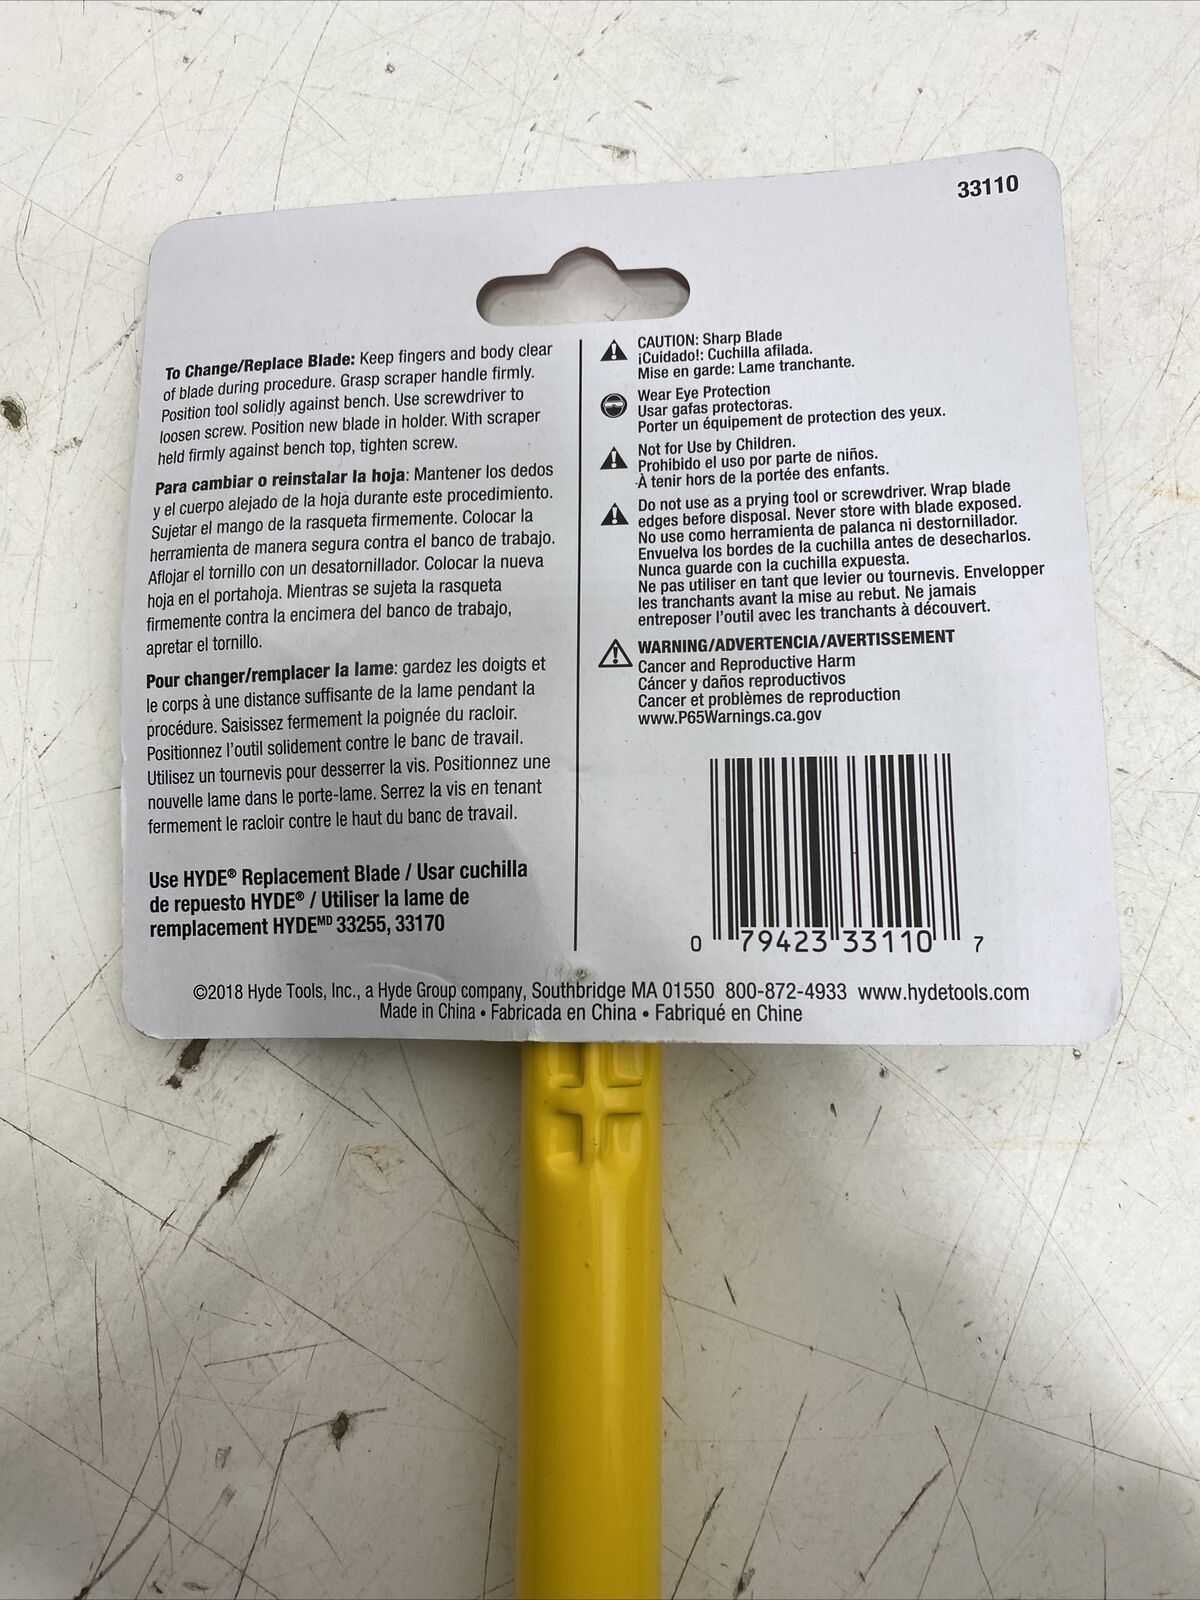 33110
To Change/Replace Blade: Keep fingers and body clear
of blade during procedure. Grasp scraper handle firmly.
Position tool solidly against bench. Use screwdriver to
loosen screw. Position new blade in holder. With scraper
held firmly against bench top, tighten screw.
Para cambiar o reinstalar la hoja: Mantener los dedos
y el cuerpo alejado de la hoja durante este procedimiento.
Sujetar el mango de la rasqueta firmemente. Colocar la
herramienta de manera segura contra el banco de trabajo.
Aflojar el tornillo con un desatornillador. Colocar la nueva
hoja en el portahoja. Mientras se sujeta la rasqueta
firmemente contra la encimera del banco de trabajo,
apretar el tornillo.
Pour changer/remplacer la lame: gardez les doigts et
le corps à une distance suffisante de la lame pendant la
procédure. Saisissez fermement la poignée du racloir.
Positionnez l'outil solidement contre le banc de travail.
Utilisez un tournevis pour desserrer la vis. Positionnez une
nouvelle lame dans le porte-lame. Serrez la vis en tenant
fermement le racloir contre le haut du banc de travail.
Use HYDE® Replacement Blade / Usar cuchilla
de repuesto HYDE® / Utiliser la lame de
remplacement HYDEᴹᴰ 33255, 33170
CAUTION: Sharp Blade
¡Cuidado!: Cuchilla afilada.
Mise en garde: Lame tranchante.
Wear Eye Protection
Usar gafas protectoras.
Porter un équipement de protection des yeux.
Not for Use by Children.
Prohibido el uso por parte de niños.
À tenir hors de la portée des enfants.
Do not use as a prying tool or screwdriver. Wrap blade
edges before disposal. Never store with blade exposed.
No use como herramienta de palanca ni destornillador.
Envuelva los bordes de la cuchilla antes de desecharlos.
Nunca guarde con la cuchilla expuesta.
Ne pas utiliser en tant que levier ou tournevis. Envelopper
les tranchants avant la mise au rebut. Ne jamais
entreposer l'outil avec les tranchants à découvert.
WARNING/ADVERTENCIA/AVERTISSEMENT
Cancer and Reproductive Harm
Cáncer y daños reproductivos
Cancer et problèmes de reproduction
www.P65Warnings.ca.gov
0 79423 33110 7
©2018 Hyde Tools, Inc., a Hyde Group company, Southbridge MA 01550 800-872-4933 www.hydetools.com
Made in China • Fabricada en China • Fabriqué en Chine